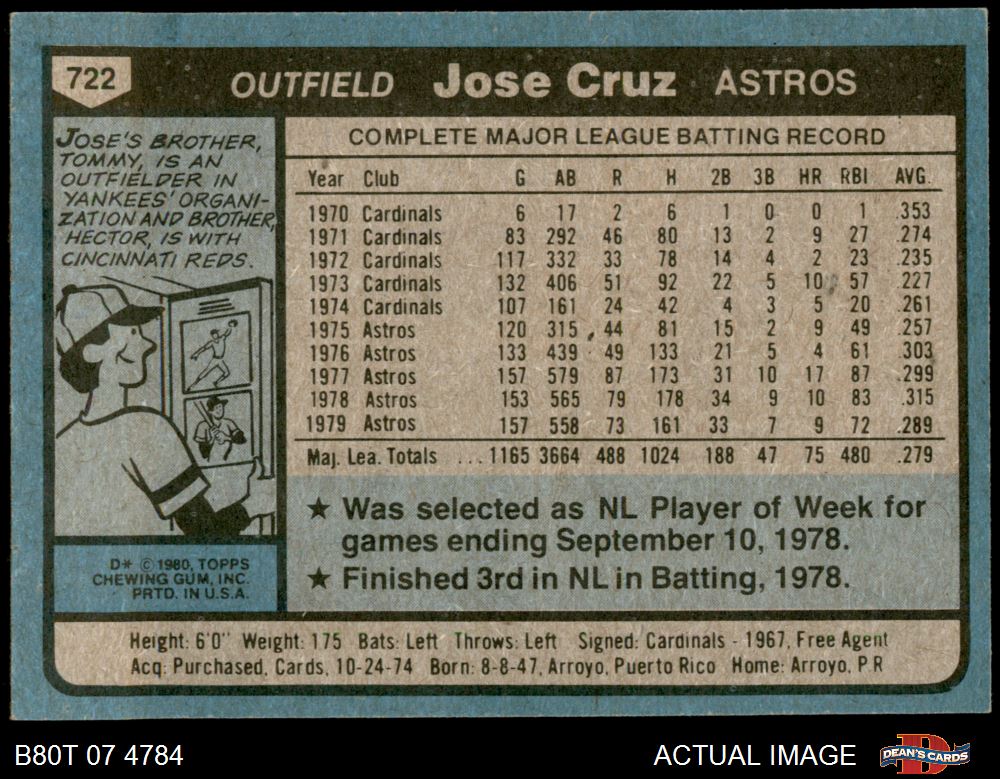 722
OUTFIELD Jose Cruz ASTROS
JOSE'S BROTHER,
TOMMY, IS AN
OUTFIELDER IN
YANKEES' ORGANI-
ZATION AND BROTHER,
HECTOR, IS WITH
CINCINNATI REDS.
D* © 1980, TOPPS
CHEWING GUM, INC.
PRTD. IN U.S.A.
COMPLETE MAJOR LEAGUE BATTING RECORD
Year Club G AB R H 2B 3B HR RBI AVG.
1970 Cardinals 6 17 2 6 1 0 0 1 .353
1971 Cardinals 83 292 46 80 13 2 9 27 .274
1972 Cardinals 117 332 33 78 14 4 2 23 .235
1973 Cardinals 132 406 51 92 22 5 10 57 .227
1974 Cardinals 107 161 24 42 4 3 5 20 .261
1975 Astros 120 315 44 81 15 2 9 49 .257
1976 Astros 133 439 49 133 21 5 4 61 .303
1977 Astros 157 579 87 173 31 10 17 87 .299
1978 Astros 153 565 79 178 34 9 10 83 .315
1979 Astros 157 558 73 161 33 7 9 72 .289
Maj. Lea. Totals ... 1165 3664 488 1024 188 47 75 480 .279
★ Was selected as NL Player of Week for
games ending September 10, 1978.
★ Finished 3rd in NL in Batting, 1978.
Height: 6'0" Weight: 175 Bats: Left Throws: Left Signed: Cardinals - 1967, Free Agent
Acq: Purchased, Cards, 10-24-74 Born: 8-8-47, Arroyo, Puerto Rico Home: Arroyo, P.R
B80T 07 4784
ACTUAL IMAGE
D
DEAN'S CARDS